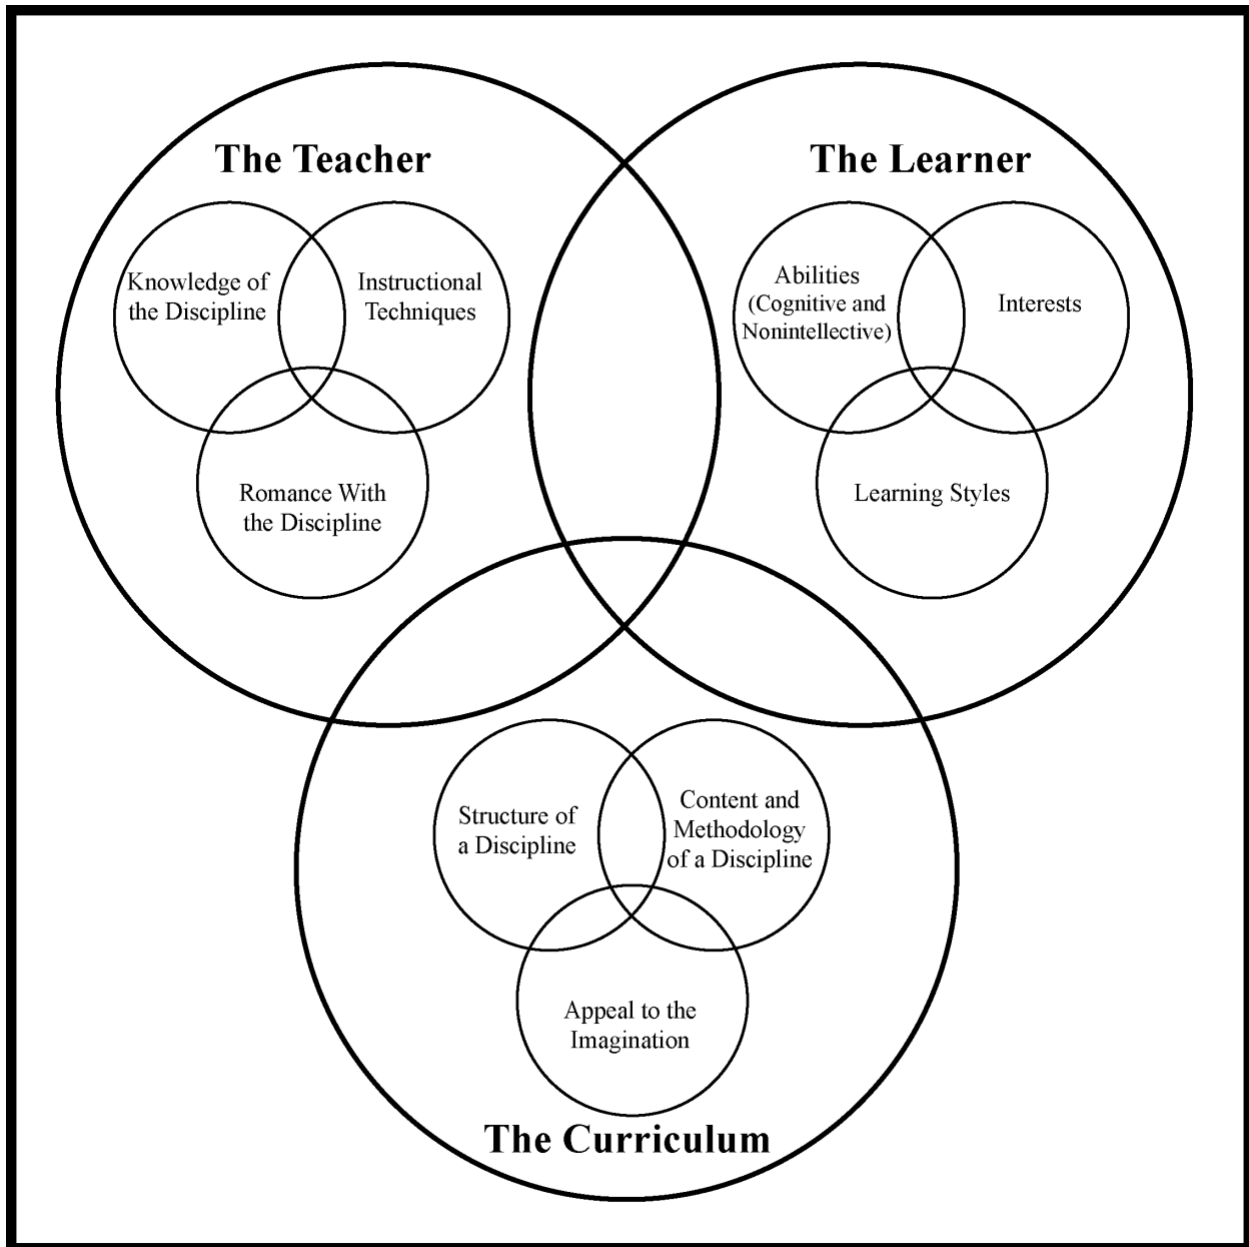 The Teacher
Knowledge of
the Discipline
Instructional
Techniques
Romance With
the Discipline
The Learner
Abilities
(Cognitive and
Nonintellective)
Interests
Learning Styles
Structure of
a Discipline
Content and
Methodology
of a Discipline
Appeal to the
Imagination
The Curriculum